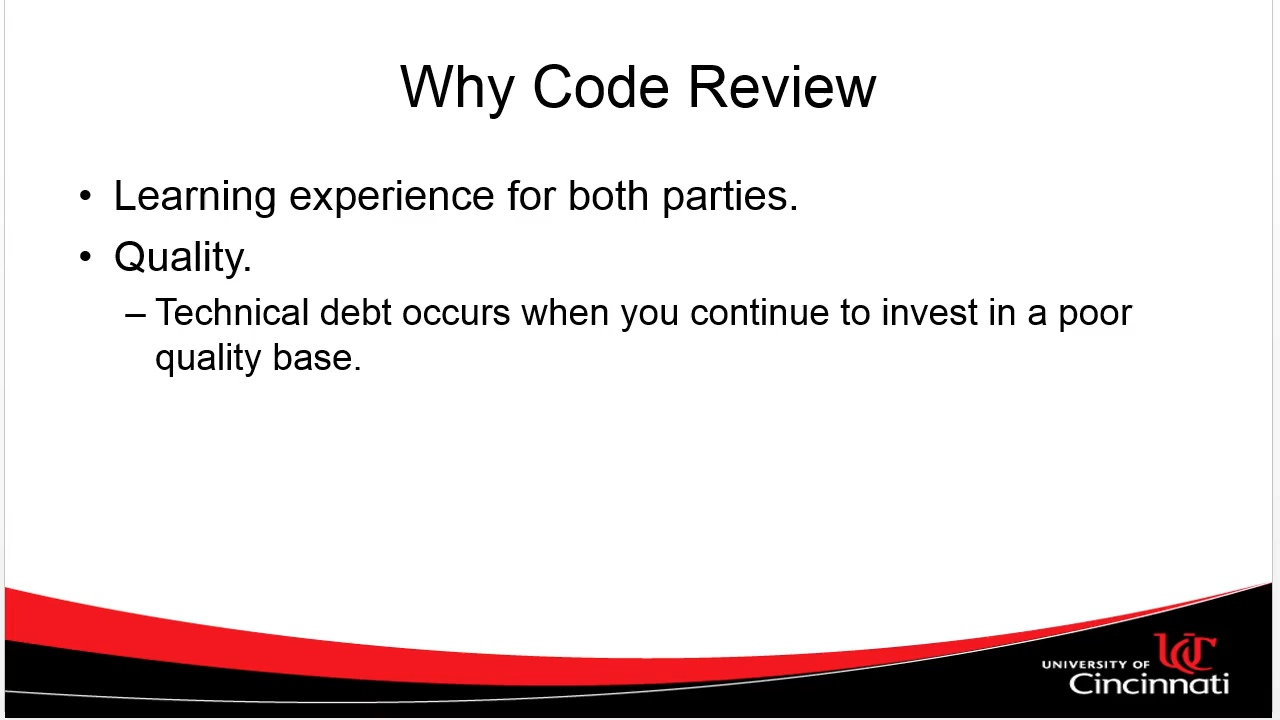 Why Code Review
• Learning experience for both parties.
• Quality.
– Technical debt occurs when you continue to invest in a poor
quality base.
UC
UNIVERSITY OF
Cincinnati